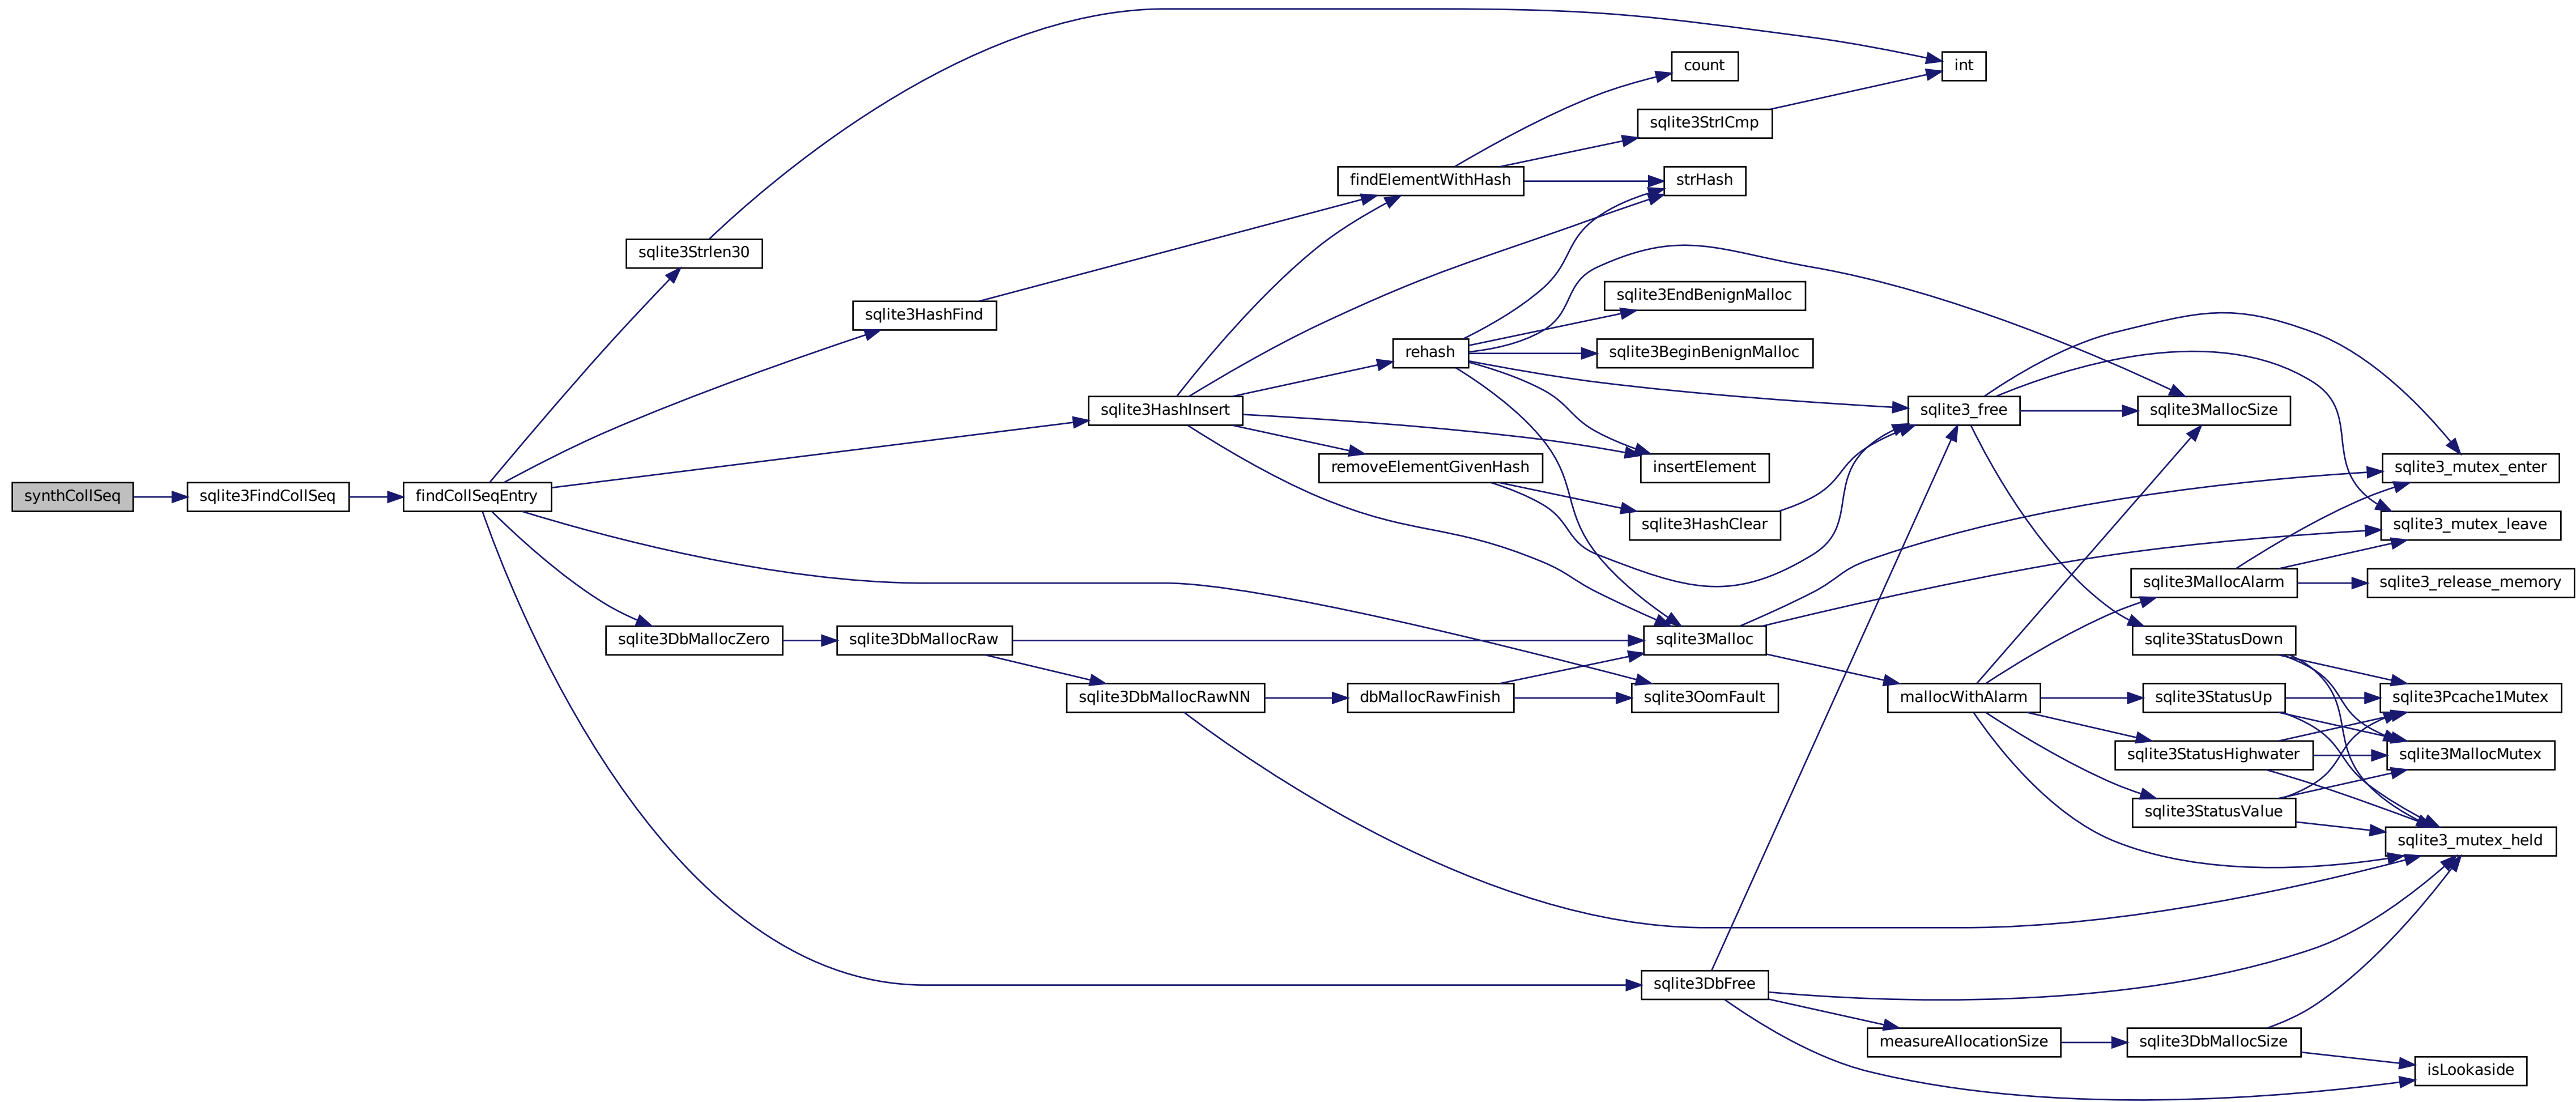 synthCollSeq
sqlite3FindCollSeq
findCollSeqEntry
sqlite3Strlen30
int
sqlite3HashFind
findElementWithHash
count
sqlite3StrICmp
strHash
sqlite3HashInsert
rehash
sqlite3EndBenignMalloc
sqlite3BeginBenignMalloc
sqlite3_free
sqlite3MallocSize
insertElement
removeElementGivenHash
sqlite3HashClear
sqlite3_mutex_enter
sqlite3_mutex_leave
sqlite3MallocAlarm
sqlite3_release_memory
sqlite3DbMallocZero
sqlite3DbMallocRaw
sqlite3Malloc
sqlite3StatusDown
sqlite3DbMallocRawNN
dbMallocRawFinish
sqlite3OomFault
mallocWithAlarm
sqlite3StatusUp
sqlite3Pcache1Mutex
sqlite3StatusHighwater
sqlite3MallocMutex
sqlite3StatusValue
sqlite3_mutex_held
sqlite3DbFree
measureAllocationSize
sqlite3DbMallocSize
isLookaside